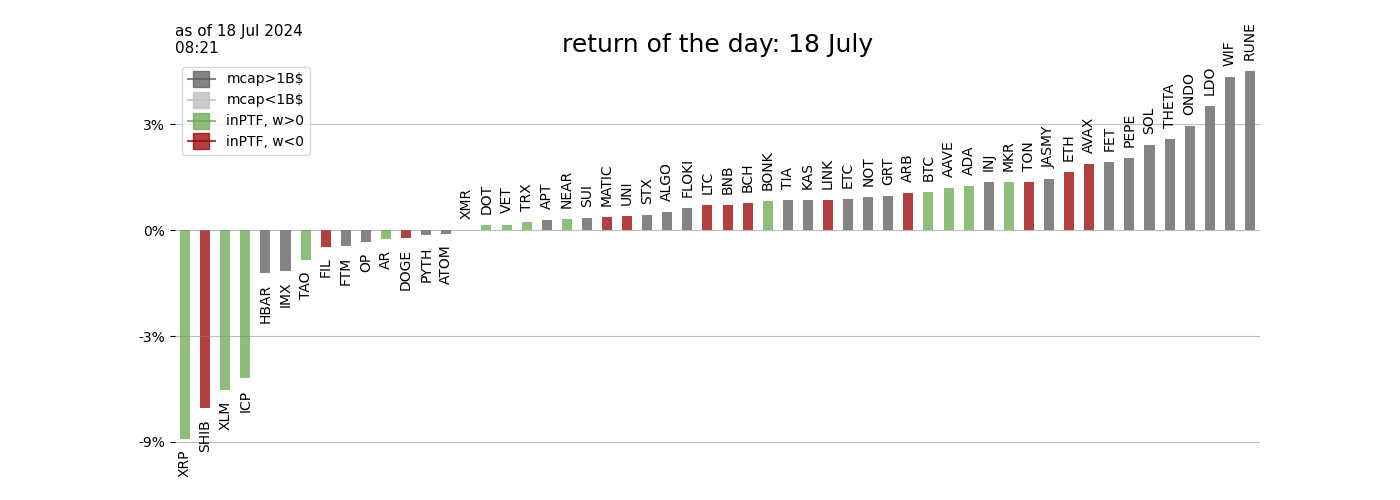 as of 18 Jul 2024
08:21
return of the day: 18 July
mcap>1B$
mcap<1B$
inPTF, w>0
inPTF, w<0
3%
0%
-3%
-9%
XRP
SHIB
XLM
ICP
HBAR
IMX
TAO
FIL
FTM
OP
AR
DOGE
PYTH
ATOM
XMR
DOT
VET
TRX
APT
NEAR
SUI
MATIC
UNI
STX
ALGO
FLOKI
LTC
BNB
BCH
BONK
TIA
KAS
LINK
ETC
NOT
GRT
ARB
BTC
AAVE
ADA
INJ
MKR
TON
JASMY
ETH
AVAX
FET
PEPE
SOL
THETA
ONDO
LDO
WIF
RUNE